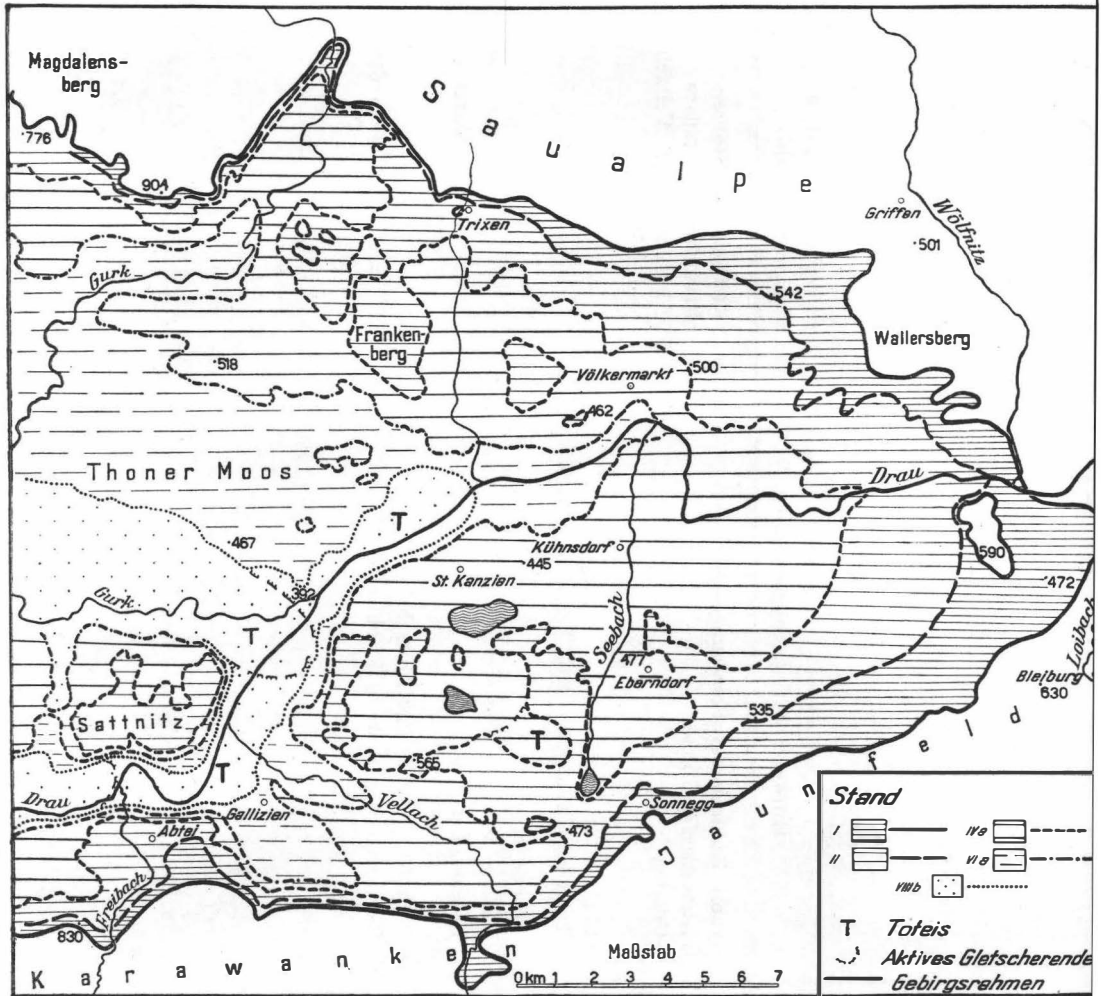 Magdalens-
berg
776
904
Saualpe
Trixen
Griffen
501
Wölfnitz
Gurk
542
Franken-
berg
518
500
Wallersberg
Völkermarkt
462
Thoner Moos
T
Drau
467
Kühnsdorf
445
590
St. Kanzian
472
392
Gurk
T
Seebach
Loibach
477
Eberndorf
Bleiburg
630
Sattnitz
535
T
565
T
Drau
Vellach
Gallizien
Sonnegg
Abtei
473
Jaunfeld
Freibach
830
Karawanken
Maßstab
0 km 1 2 3 4 5 6 7
Stand
I
IVa
II
VIa
VIIIb
T Toteis
Aktives Gletscherende
Gebirgsrahmen